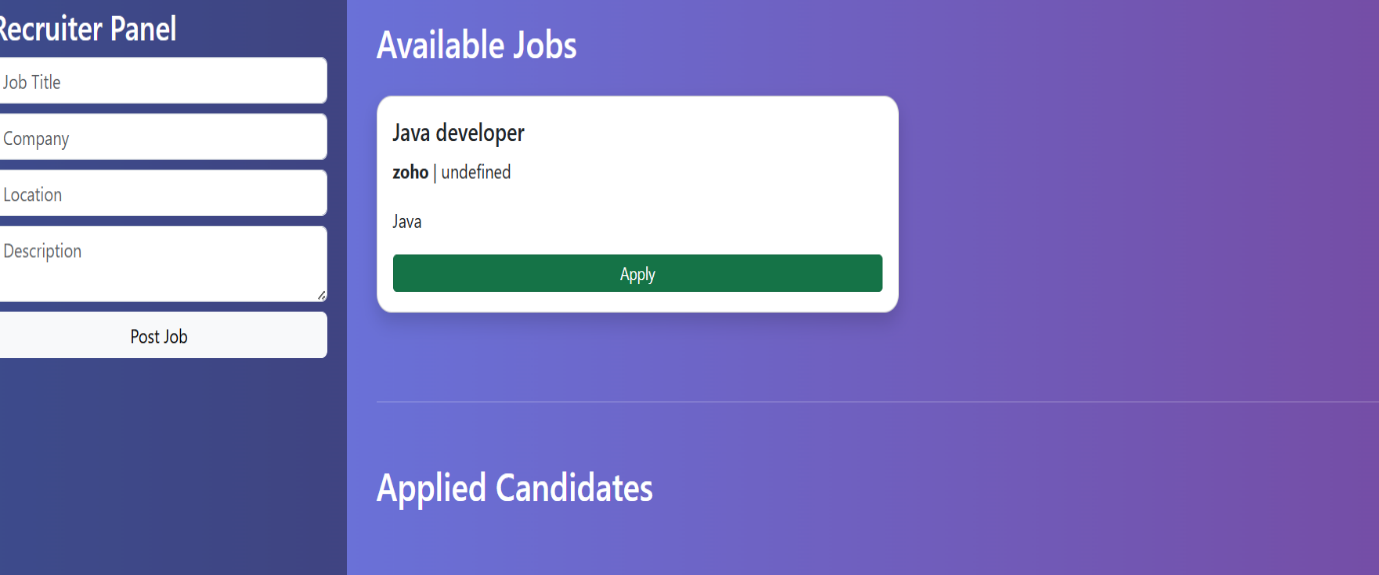 Recruiter Panel
Job Title
Company
Location
Description
Post Job
Available Jobs
Java developer
zoho | undefined
Java
Apply
Applied Candidates